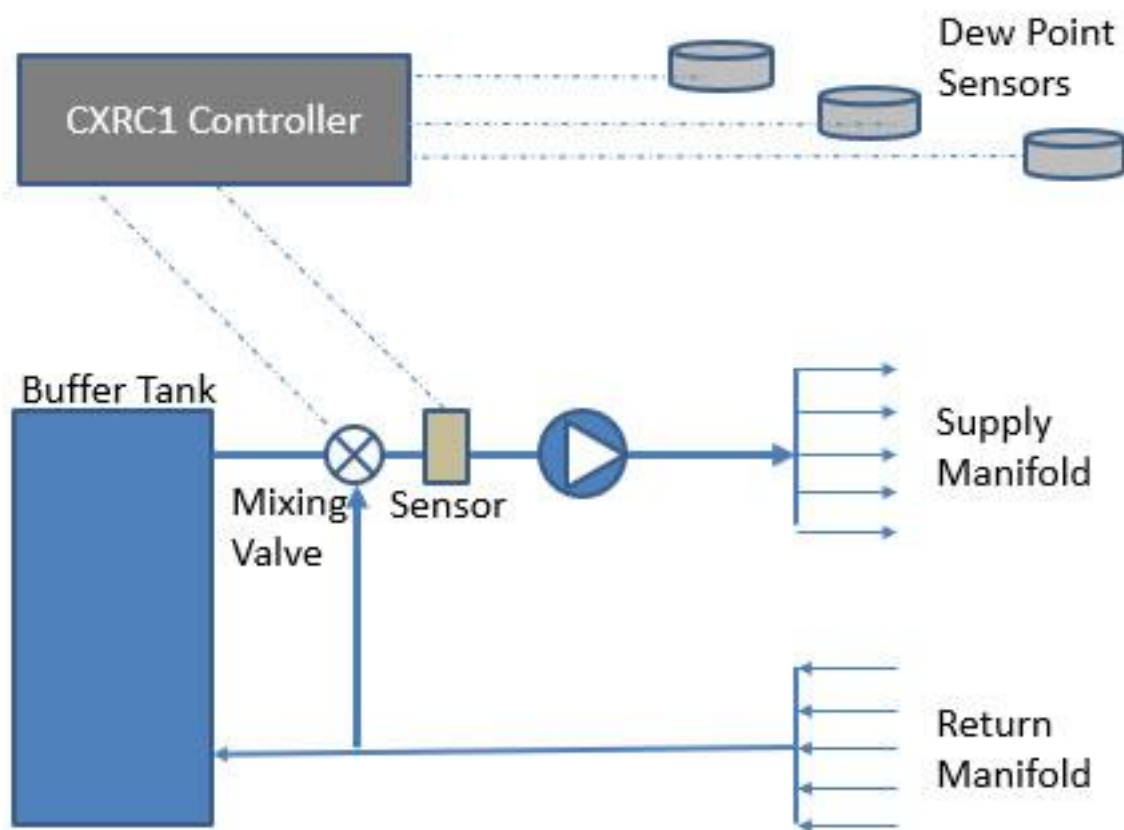 CXRC1 Controller
Dew Point
Sensors
Buffer Tank
Mixing
Valve
Sensor
Supply
Manifold
Return
Manifold